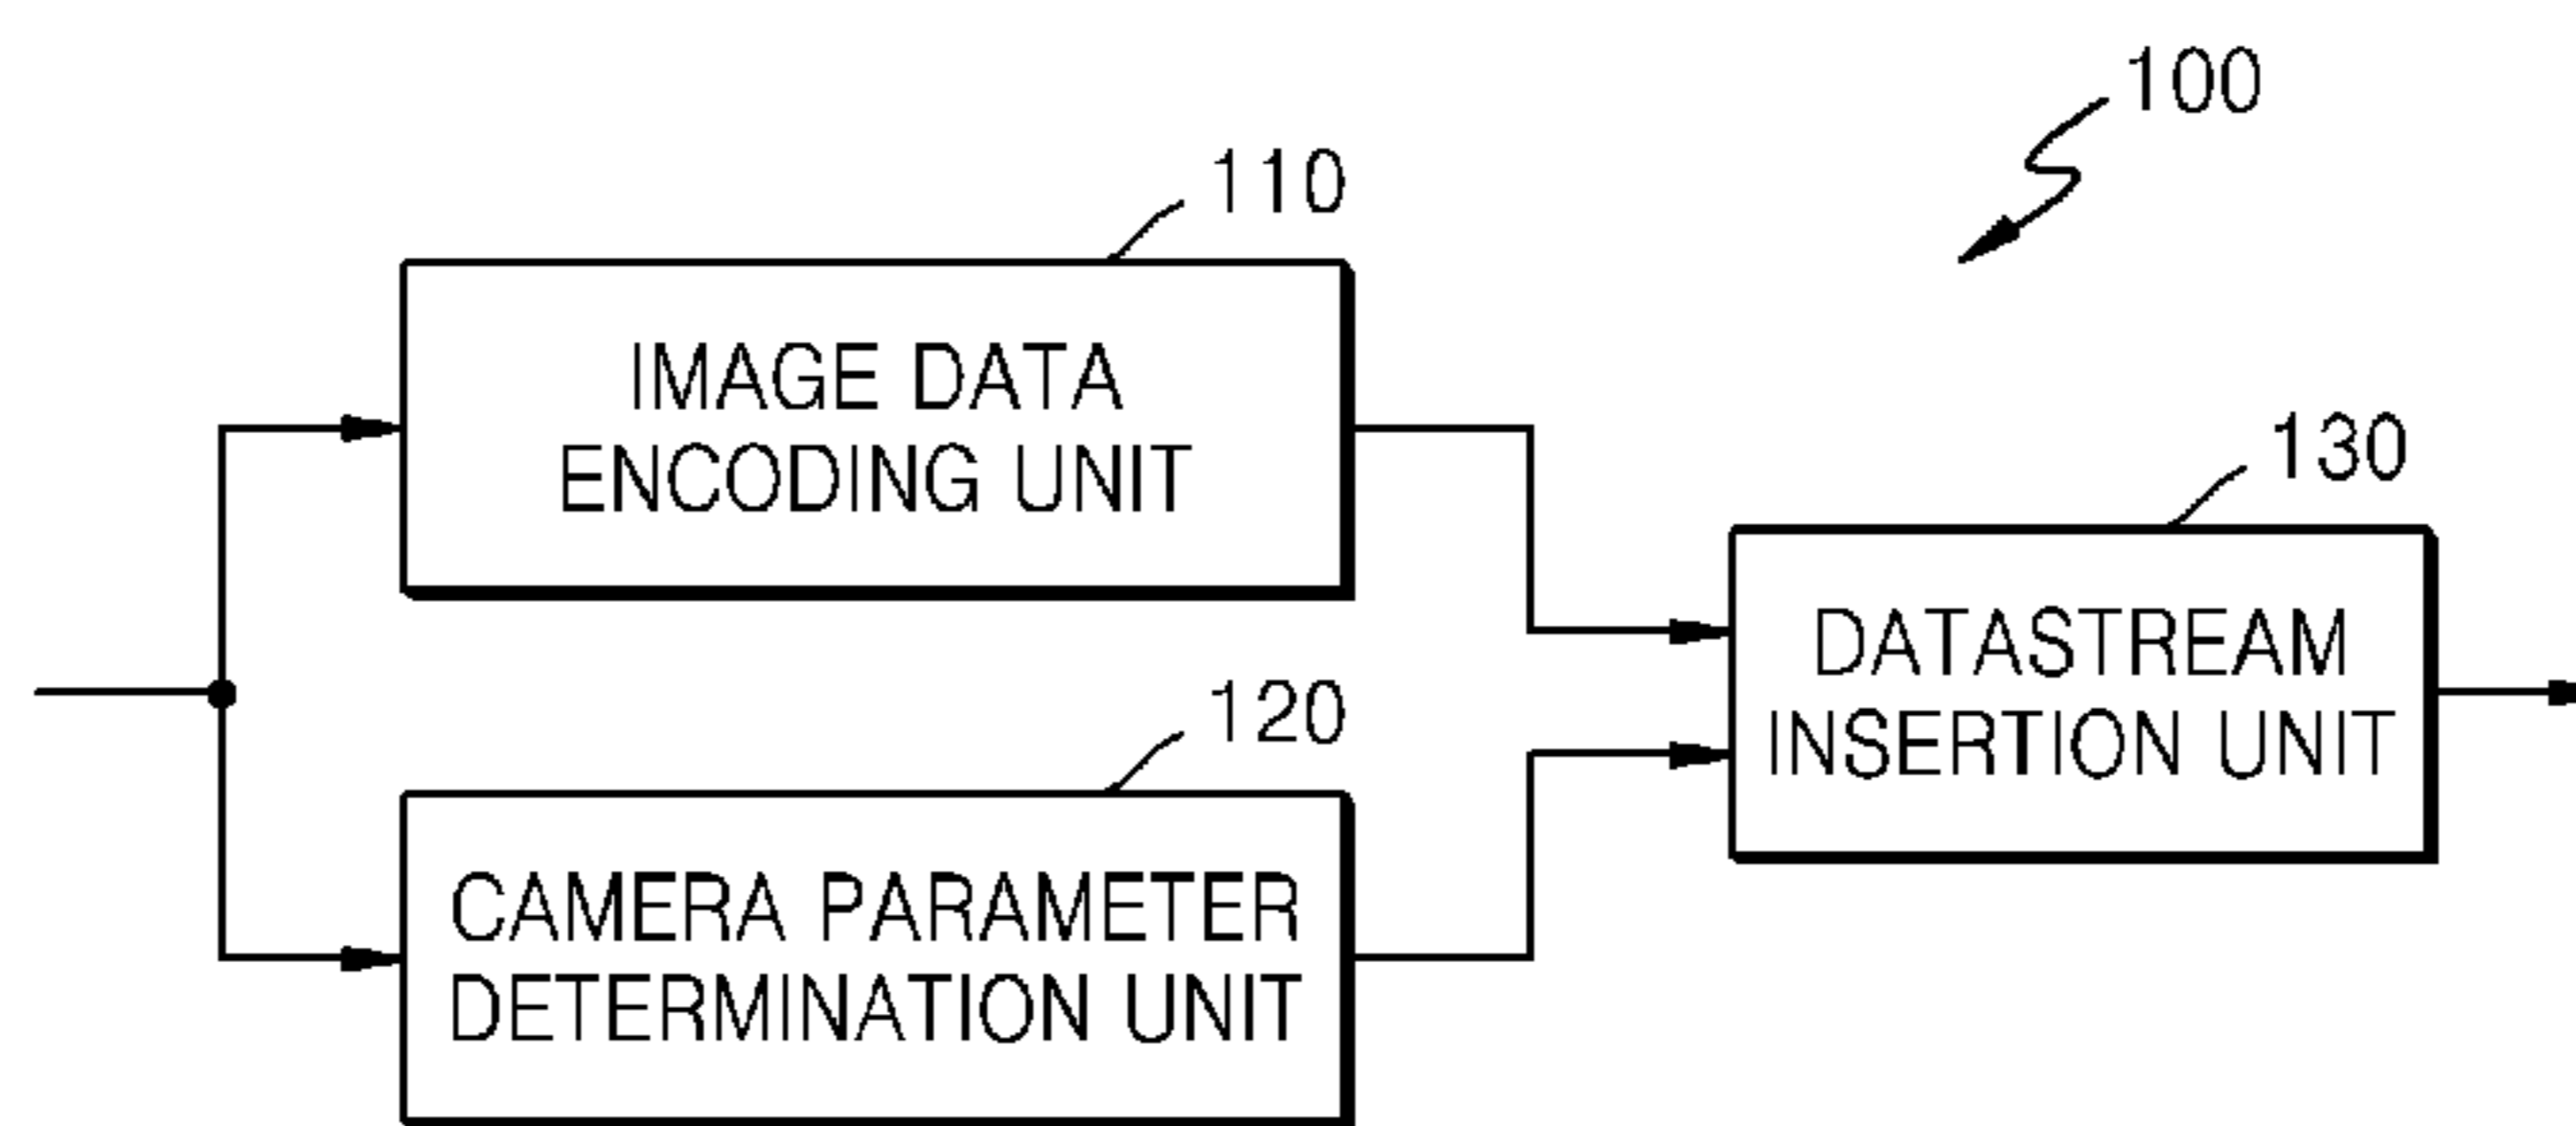 100
110
IMAGE DATA
ENCODING UNIT
130
DATASTREAM
INSERTION UNIT
120
CAMERA PARAMETER
DETERMINATION UNIT